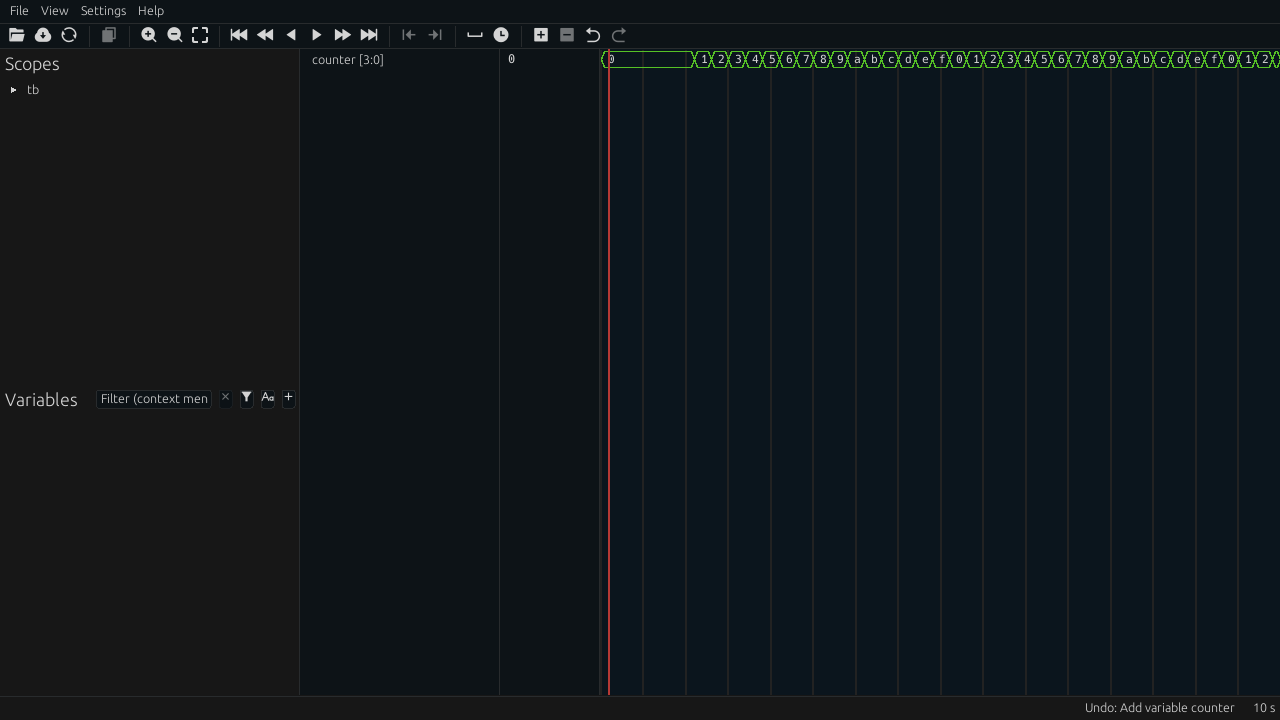 File View Settings Help
Scopes
tb
counter [3:0]
0
0 1 2 3 4 5 6 7 8 9 a b c d e f 0 1 2 3 4 5 6 7 8 9 a b c d e f 0 1 2
Variables Filter (context men × Aa +
Undo: Add variable counter 10 s